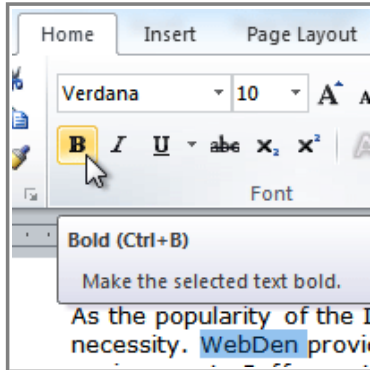 Home Insert Page Layout
Verdana 10 A A
B I U abc x₂ x²
Font
Bold (Ctrl+B)
Make the selected text bold.
As the popularity of the I
necessity. WebDen provi